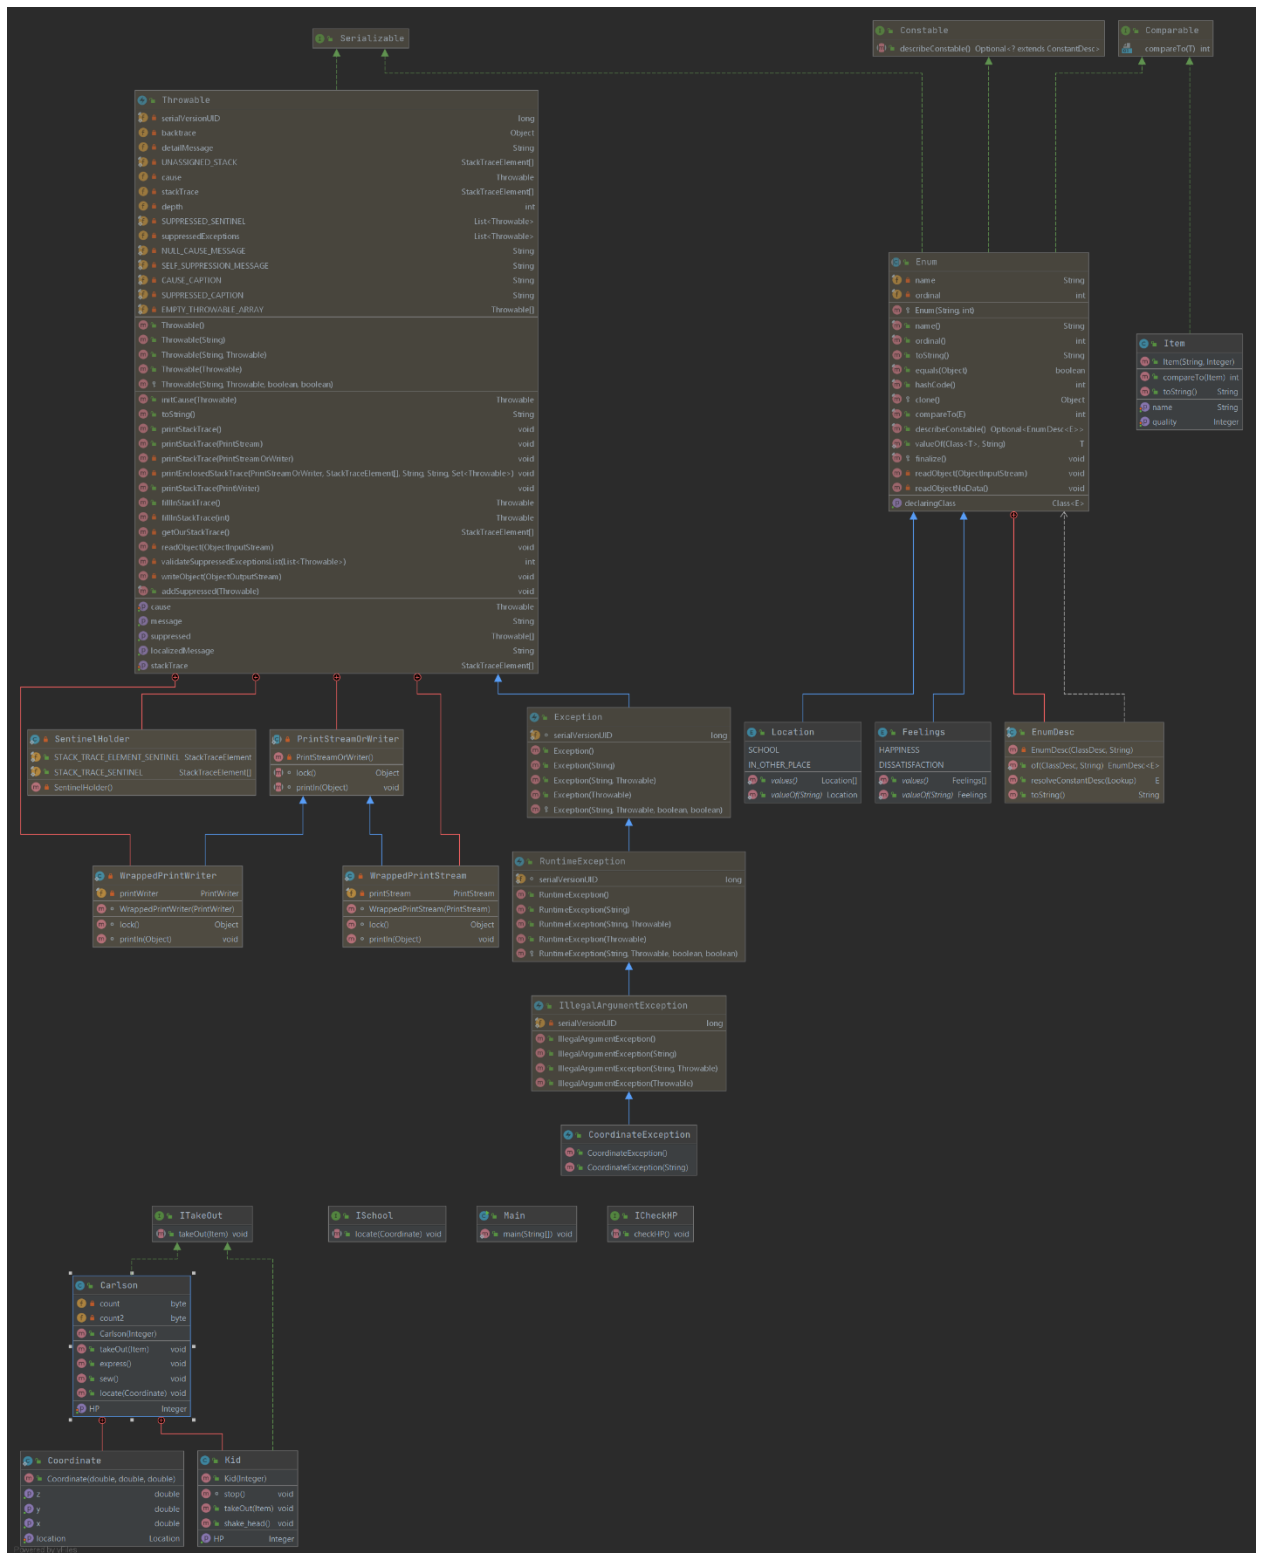 Serializable
Constable
describeConstable() Optional<? extends ConstantDesc>
Comparable
compareTo(T) int
Throwable
serialVersionUID long
backtrace Object
detailMessage String
UNASSIGNED_STACK StackTraceElement[]
cause Throwable
stackTrace StackTraceElement[]
depth int
SUPPRESSED_SENTINEL List<Throwable>
suppressedExceptions List<Throwable>
NULL_CAUSE_MESSAGE String
SELF_SUPPRESSION_MESSAGE String
CAUSE_CAPTION String
SUPPRESSED_CAPTION String
EMPTY_THROWABLE_ARRAY Throwable[]
Throwable()
Throwable(String)
Throwable(String, Throwable)
Throwable(Throwable)
Throwable(String, Throwable, boolean, boolean)
initCause(Throwable) Throwable
toString() String
printStackTrace() void
printStackTrace(PrintStream) void
printStackTrace(PrintStreamOrWriter) void
printEnclosedStackTrace(PrintStreamOrWriter, StackTraceElement[], String, String, Set<Throwable>) void
printStackTrace(PrintWriter) void
fillInStackTrace() Throwable
fillInStackTrace(int) Throwable
getOurStackTrace() StackTraceElement[]
readObject(ObjectInputStream) void
validateSuppressedExceptionsList(List<Throwable>) int
writeObject(ObjectOutputStream) void
addSuppressed(Throwable) void
cause Throwable
message String
suppressed Throwable[]
localizedMessage String
stackTrace StackTraceElement[]
Enum
name String
ordinal int
Enum(String, int)
name() String
ordinal() int
toString() String
equals(Object) boolean
hashCode() int
clone() Object
compareTo(E) int
describeConstable() Optional<EnumDesc<E>>
valueOf(Class<T>, String) T
finalize() void
readObject(ObjectInputStream) void
readObjectNoData() void
declaringClass Class<E>
Item
Item(String, Integer)
compareTo(Item) int
toString() String
name String
quality Integer
SentinelHolder
STACK_TRACE_ELEMENT_SENTINEL StackTraceElement
STACK_TRACE_SENTINEL StackTraceElement[]
SentinelHolder()
PrintStreamOrWriter
PrintStreamOrWriter()
lock() Object
println(Object) void
Exception
serialVersionUID long
Exception()
Exception(String)
Exception(String, Throwable)
Exception(Throwable)
Exception(String, Throwable, boolean, boolean)
Location
SCHOOL
IN_OTHER_PLACE
values() Location[]
valueOf(String) Location
Feelings
HAPPINESS
DISSATISFACTION
values() Feelings[]
valueOf(String) Feelings
EnumDesc
EnumDesc(ClassDesc, String)
of(ClassDesc, String) EnumDesc<E>
resolveConstantDesc(Lookup) E
toString() String
WrappedPrintWriter
printWriter PrintWriter
WrappedPrintWriter(PrintWriter)
lock() Object
println(Object) void
WrappedPrintStream
printStream PrintStream
WrappedPrintStream(PrintStream)
lock() Object
println(Object) void
RuntimeException
serialVersionUID long
RuntimeException()
RuntimeException(String)
RuntimeException(String, Throwable)
RuntimeException(Throwable)
RuntimeException(String, Throwable, boolean, boolean)
IllegalArgumentException
serialVersionUID long
IllegalArgumentException()
IllegalArgumentException(String)
IllegalArgumentException(String, Throwable)
IllegalArgumentException(Throwable)
CoordinateException
CoordinateException()
CoordinateException(String)
ITakeOut
takeOut(Item) void
ISchool
locate(Coordinate) void
Main
main(String[]) void
ICheckHP
checkHP() void
Carlson
count byte
count2 byte
Carlson(Integer)
takeOut(Item) void
express() void
sew() void
locate(Coordinate) void
HP Integer
Coordinate
Coordinate(double, double, double)
z double
y double
x double
location Location
Kid
Kid(Integer)
stop() void
takeOut(Item) void
shake_head() void
HP Integer
Powered by yFiles